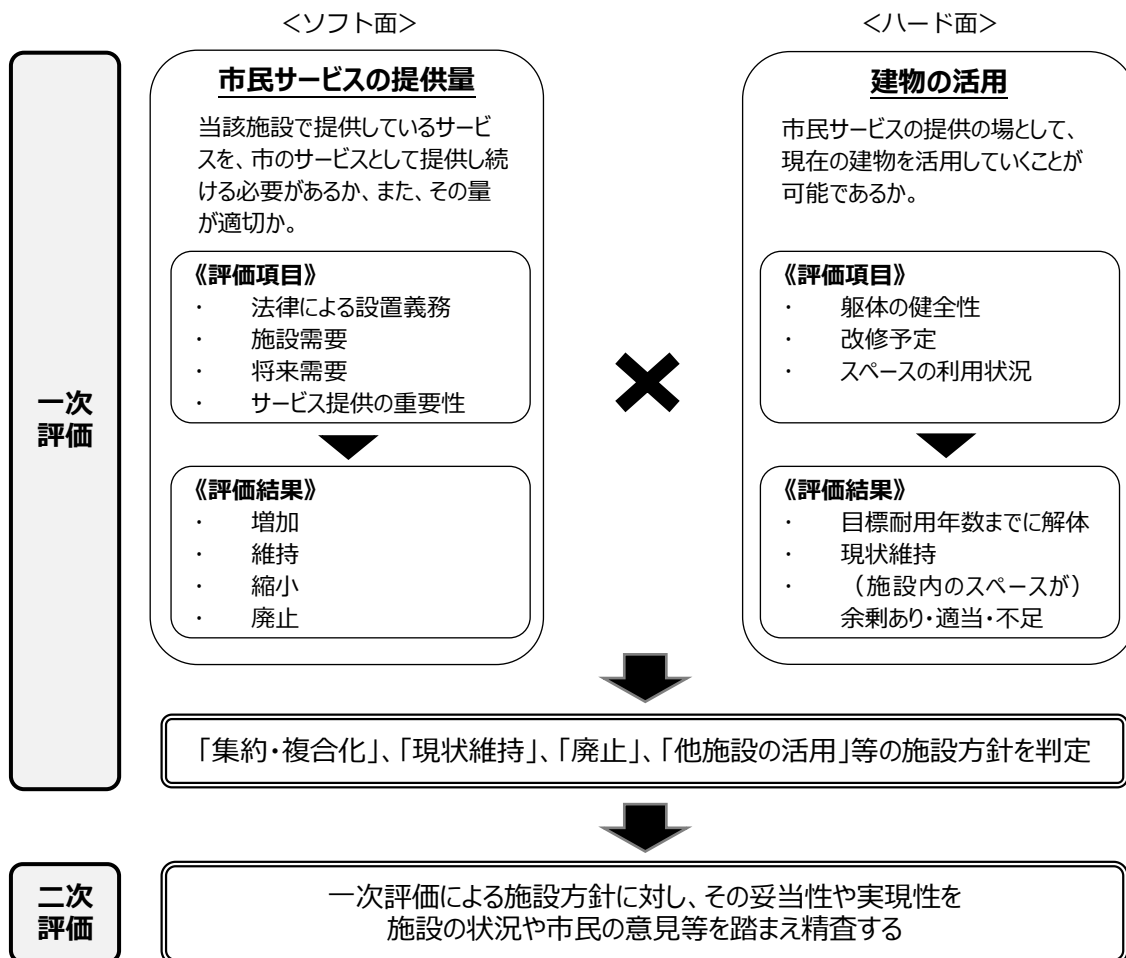 <ソフト面>
<ハード面>
一次
評価
市民サービスの提供量
当該施設で提供しているサービ
スを、市のサービスとして提供し続
ける必要があるか、また、その量
が適切か。
《評価項目》
・ 法律による設置義務
・ 施設需要
・ 将来需要
・ サービス提供の重要性
《評価結果》
・ 増加
・ 維持
・ 縮小
・ 廃止
建物の活用
市民サービスの提供の場として、
現在の建物を活用していくことが
可能であるか。
《評価項目》
・ 躯体の健全性
・ 改修予定
・ スペースの利用状況
《評価結果》
・ 目標耐用年数までに解体
・ 現状維持
・ （施設内のスペースが）
余剰あり・適当・不足
「集約・複合化」、「現状維持」、「廃止」、「他施設の活用」等の施設方針を判定
二次
評価
一次評価による施設方針に対し、その妥当性や実現性を
施設の状況や市民の意見等を踏まえ精査する